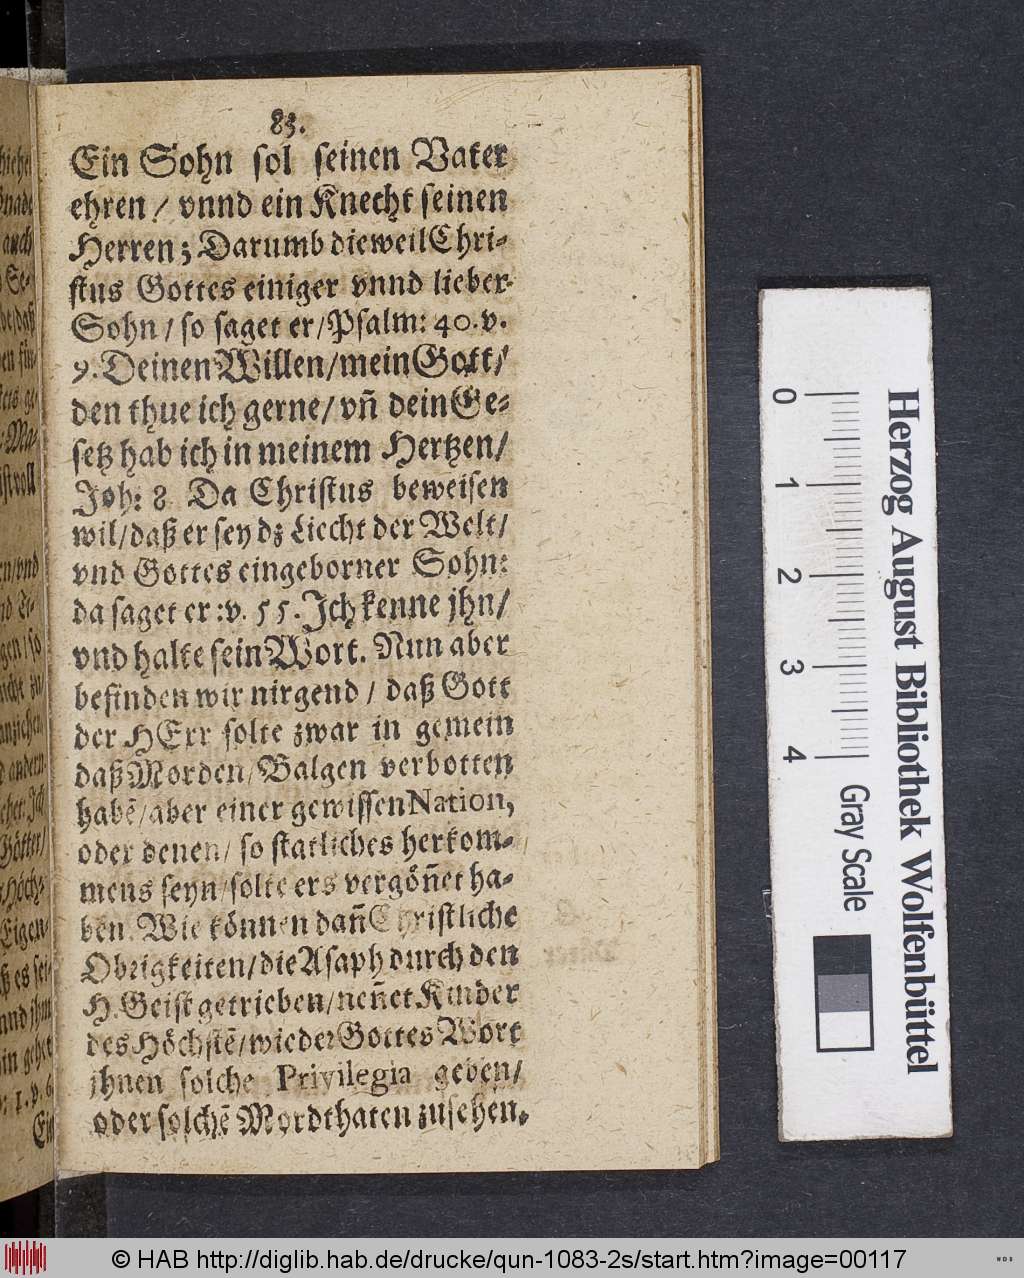 83.
Ein Sohn sol seinen Vater
ehren / vnnd ein Knecht seinen
Herren; Darumb dieweil Chri-
stus Gottes einiger vnnd lieber
Sohn / so saget er / Psalm: 40. v.
9. Deinen Willen / mein Gott /
den thue ich gerne / vñ dein Ge-
setz hab ich in meinem Hertzen /
Joh: 8 Da Christus beweisen
wil / daß er sey dz Liecht der Welt /
vnd Gottes eingeborner Sohn:
da saget er : v. 55. Ich kenne jhn /
vnd halte sein Wort. Nun aber
befinden wir nirgend / daß Gott
der HErr solte zwar in gemein
daß Morden / Balgen verbotten
habẽ / aber einer gewissen Nation,
oder denen / so statliches herkom-
mens seyn / solte ers vergöñet ha-
ben. Wie können dañ Christliche
Obrigkeiten / die Asaph durch den
H. Geist getrieben / neñet Kinder
des Höchstẽ / wieder Gottes Wort
jhnen solche Privilegia geben /
oder solchẽ Mordthaten zusehen.
Ein
Herzog August Bibliothek Wolfenbüttel
0 1 2 3 4
Gray Scale
© HAB http://diglib.hab.de/drucke/qun-1083-2s/start.htm?image=00117